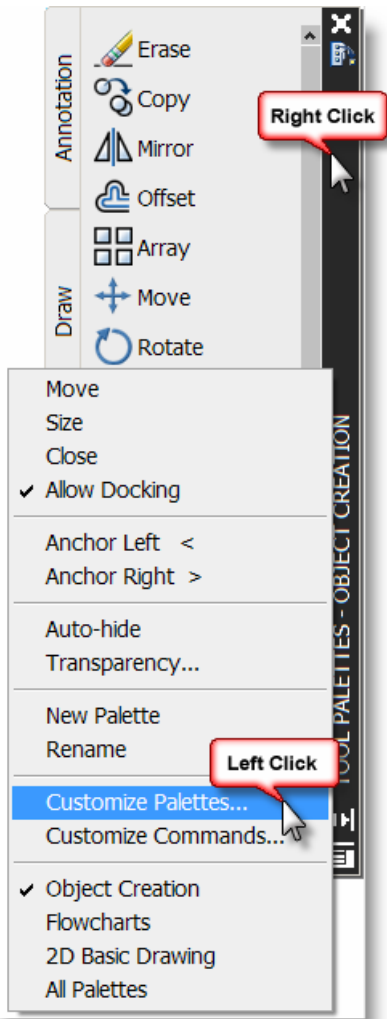 Annotation
Draw
Erase
Copy
Mirror
Offset
Array
Move
Rotate
Right Click
TOOL PALETTES - OBJECT CREATION
Move
Size
Close
Allow Docking
Anchor Left <
Anchor Right >
Auto-hide
Transparency...
New Palette
Rename
Left Click
Customize Palettes...
Customize Commands...
Object Creation
Flowcharts
2D Basic Drawing
All Palettes